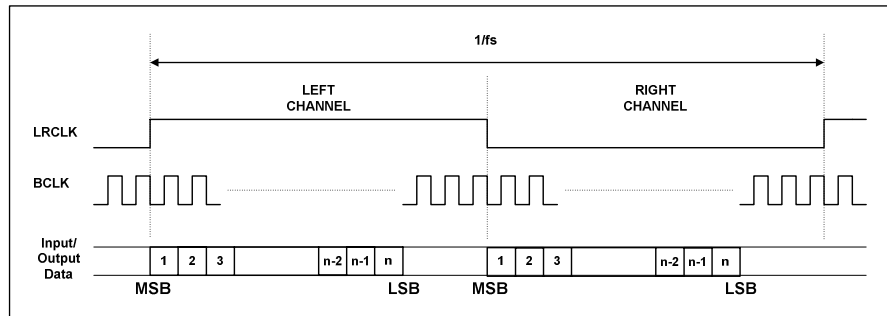 1/fs
LEFT
CHANNEL
RIGHT
CHANNEL
LRCLK
BCLK
Input/
Output
Data
1 2 3 n-2 n-1 n 1 2 3 n-2 n-1 n
MSB LSB MSB LSB